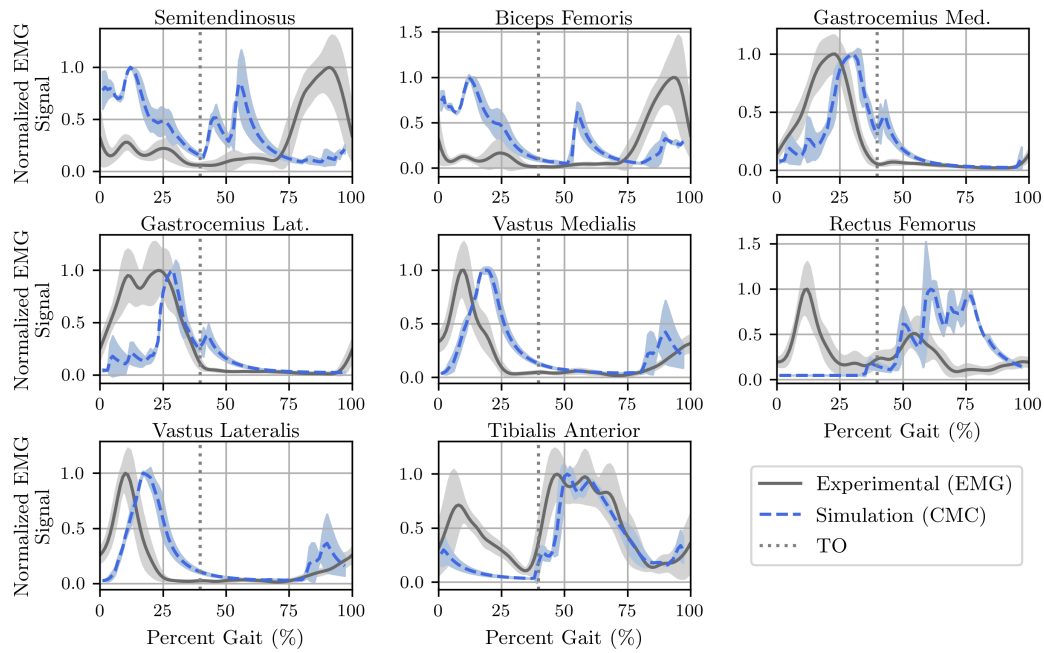 Semitendinosus
Biceps Femoris
Gastrocemius Med.
Normalized EMG
Signal
1.0
0.5
0.0
1.5
1.0
0.5
0.0
1.0
0.5
0.0
0 25 50 75 100
0 25 50 75 100
0 25 50 75 100
Gastrocemius Lat.
Vastus Medialis
Rectus Femorus
Normalized EMG
Signal
1.0
0.5
0.0
1.0
0.5
0.0
1.5
1.0
0.5
0.0
0 25 50 75 100
0 25 50 75 100
0 25 50 75 100
Percent Gait (%)
Vastus Lateralis
Tibialis Anterior
Normalized EMG
Signal
1.0
0.5
0.0
1.0
0.5
0.0
0 25 50 75 100
0 25 50 75 100
Percent Gait (%)
Percent Gait (%)
Experimental (EMG)
Simulation (CMC)
TO